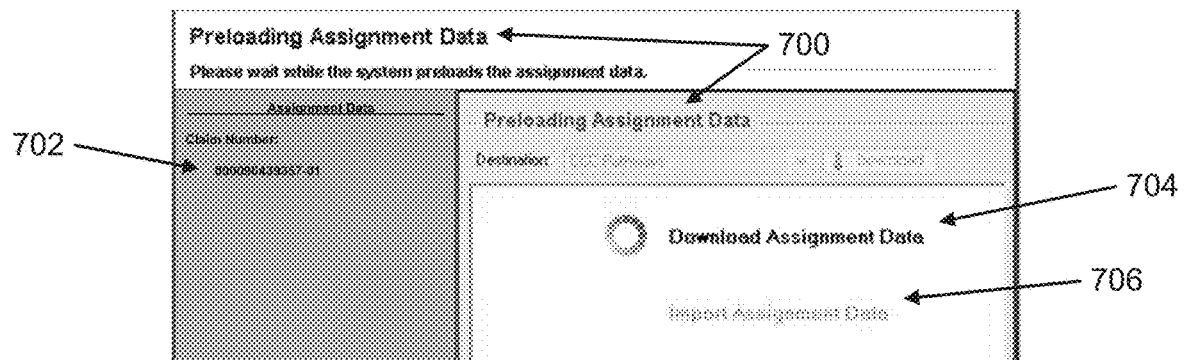 Preloading Assignment Data
700
Please wait while the system preloads the assignment data.
Assignment Data
Preloading Assignment Data
702
Claim Number:
Destination:
Download Assignment Data
704
Import Assignment Data
706